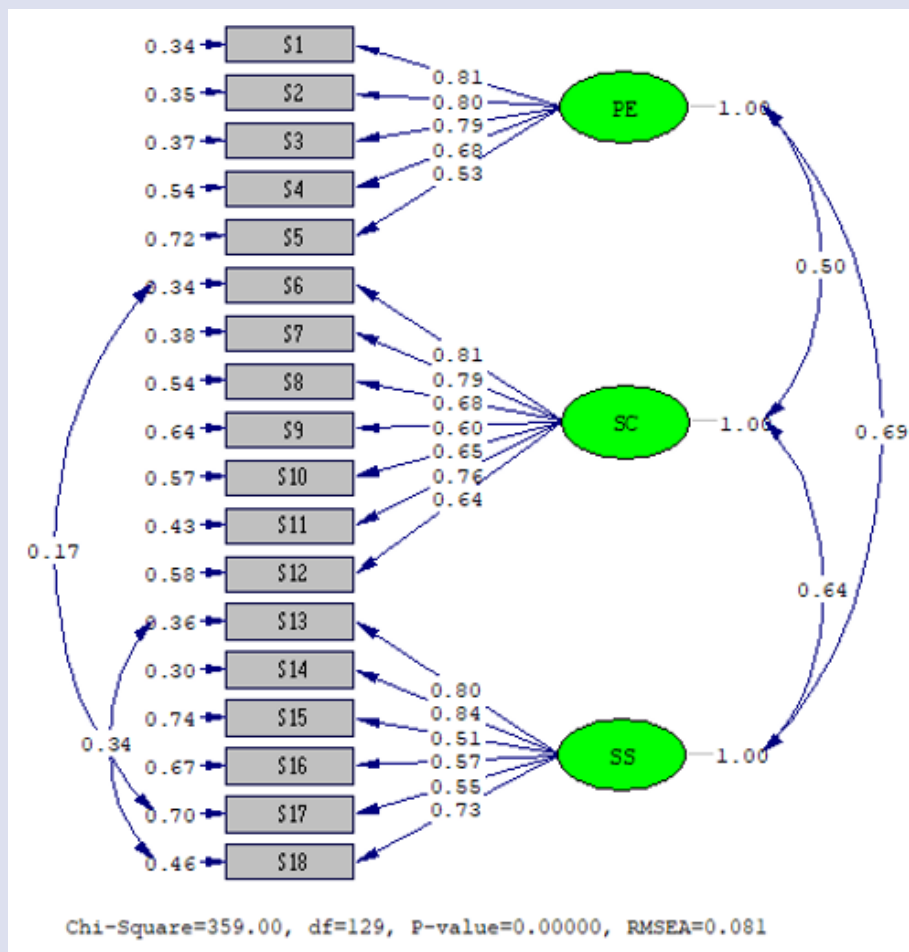 0.34 S1
0.81
0.35 S2
0.80
PE 1.00
0.37 S3
0.79
0.54 S4
0.68
0.53
0.72 S5
0.50
0.34 S6
0.38 S7
0.81
0.79
0.54 S8
0.68
0.64 S9
0.60
SC 1.00
0.69
0.65
0.57 S10
0.76
0.64
0.43 S11
0.17
0.58 S12
0.64
0.36 S13
0.30 S14
0.80
0.84
0.74 S15
0.51
0.34
0.57
SS 1.00
0.67 S16
0.55
0.70 S17
0.73
0.46 S18
Chi-Square=359.00, df=129, P-value=0.00000, RMSEA=0.081